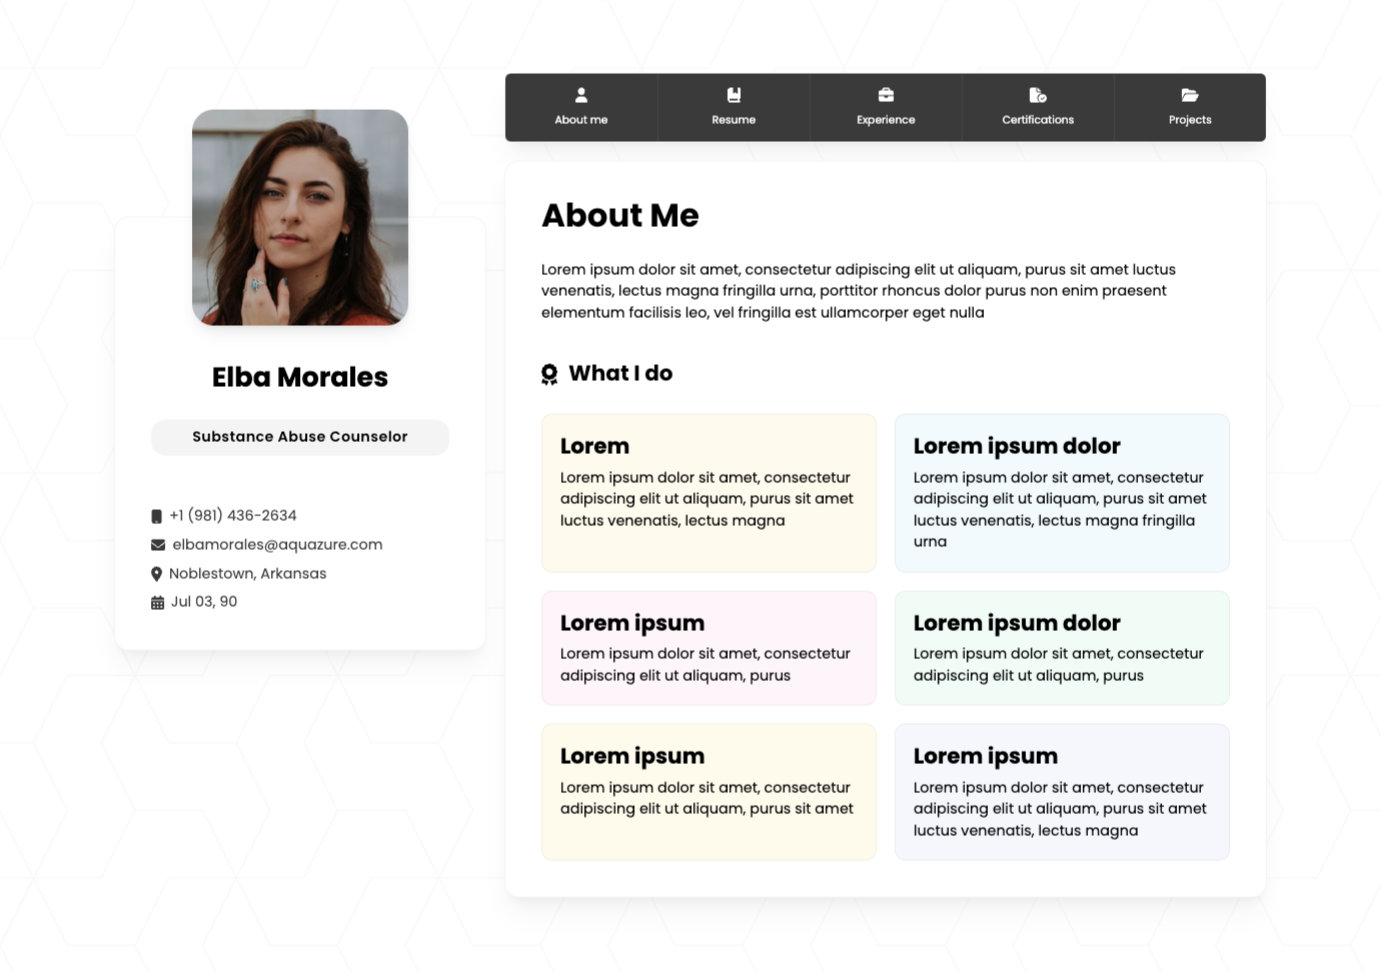 About me
Resume
Experience
Certifications
Projects
Elba Morales
Substance Abuse Counselor
+1 (981) 436-2634
elbamorales@aquazure.com
Noblestown, Arkansas
Jul 03, 90
About Me
Lorem ipsum dolor sit amet, consectetur adipiscing elit ut aliquam, purus sit amet luctus
venenatis, lectus magna fringilla urna, porttitor rhoncus dolor purus non enim praesent
elementum facilisis leo, vel fringilla est ullamcorper eget nulla
What I do
Lorem
Lorem ipsum dolor sit amet, consectetur
adipiscing elit ut aliquam, purus sit amet
luctus venenatis, lectus magna
Lorem ipsum dolor
Lorem ipsum dolor sit amet, consectetur
adipiscing elit ut aliquam, purus sit amet
luctus venenatis, lectus magna fringilla
urna
Lorem ipsum
Lorem ipsum dolor sit amet, consectetur
adipiscing elit ut aliquam, purus
Lorem ipsum dolor
Lorem ipsum dolor sit amet, consectetur
adipiscing elit ut aliquam, purus
Lorem ipsum
Lorem ipsum dolor sit amet, consectetur
adipiscing elit ut aliquam, purus sit amet
Lorem ipsum
Lorem ipsum dolor sit amet, consectetur
adipiscing elit ut aliquam, purus sit amet
luctus venenatis, lectus magna